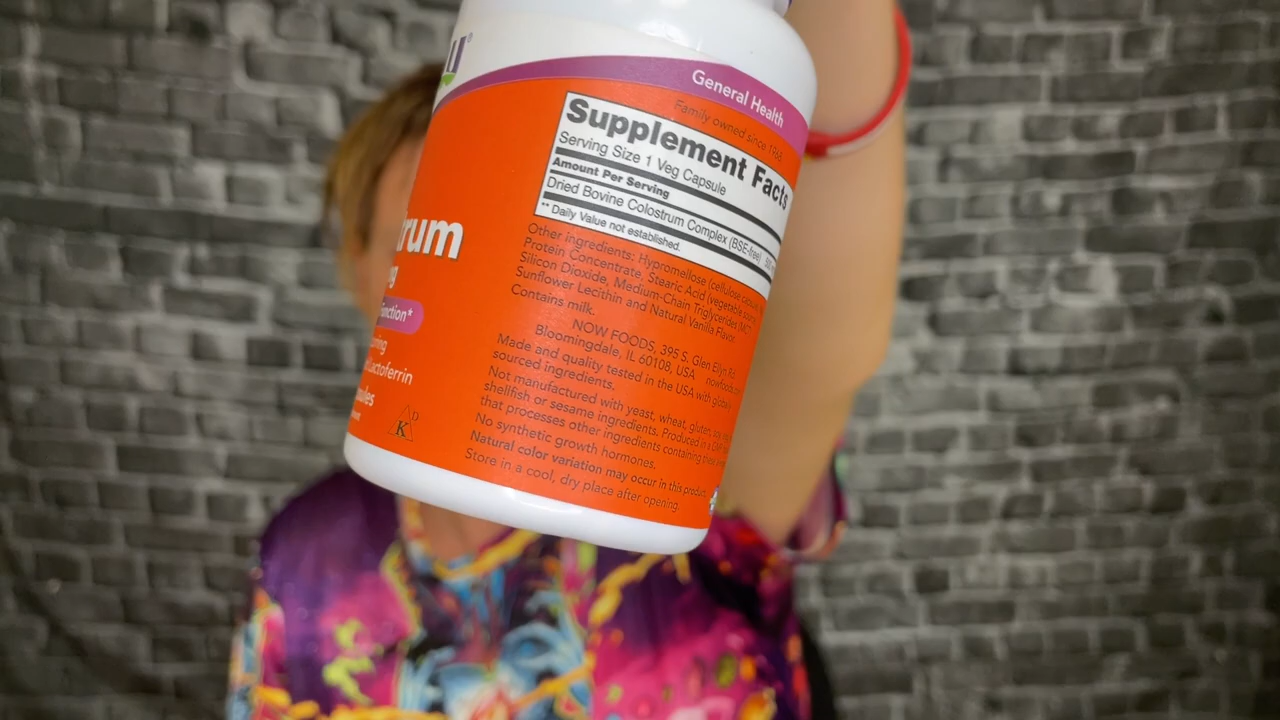 General Health
Family owned since 1968
Supplement Facts
Serving Size 1 Veg Capsule
Amount Per Serving
Dried Bovine Colostrum Complex (BSE-free)
** Daily Value not established.
Other ingredients: Hypromellose (cellulose capsule),
Protein Concentrate, Stearic Acid (vegetable source),
Silicon Dioxide, Medium-Chain Triglycerides (MCT
Sunflower Lecithin and Natural Vanilla Flavor.
Contains milk.
NOW FOODS, 395 S. Glen Ellyn Rd.
Bloomingdale, IL 60108, USA
Made and quality tested in the USA with globally
sourced ingredients.
Not manufactured with yeast, wheat, gluten, soy,
shellfish or sesame ingredients. Produced in a GMP
that processes other ingredients containing these
No synthetic growth hormones.
Natural color variation may occur in this product.
Store in a cool, dry place after opening.
trum
Lactoferrin
K D